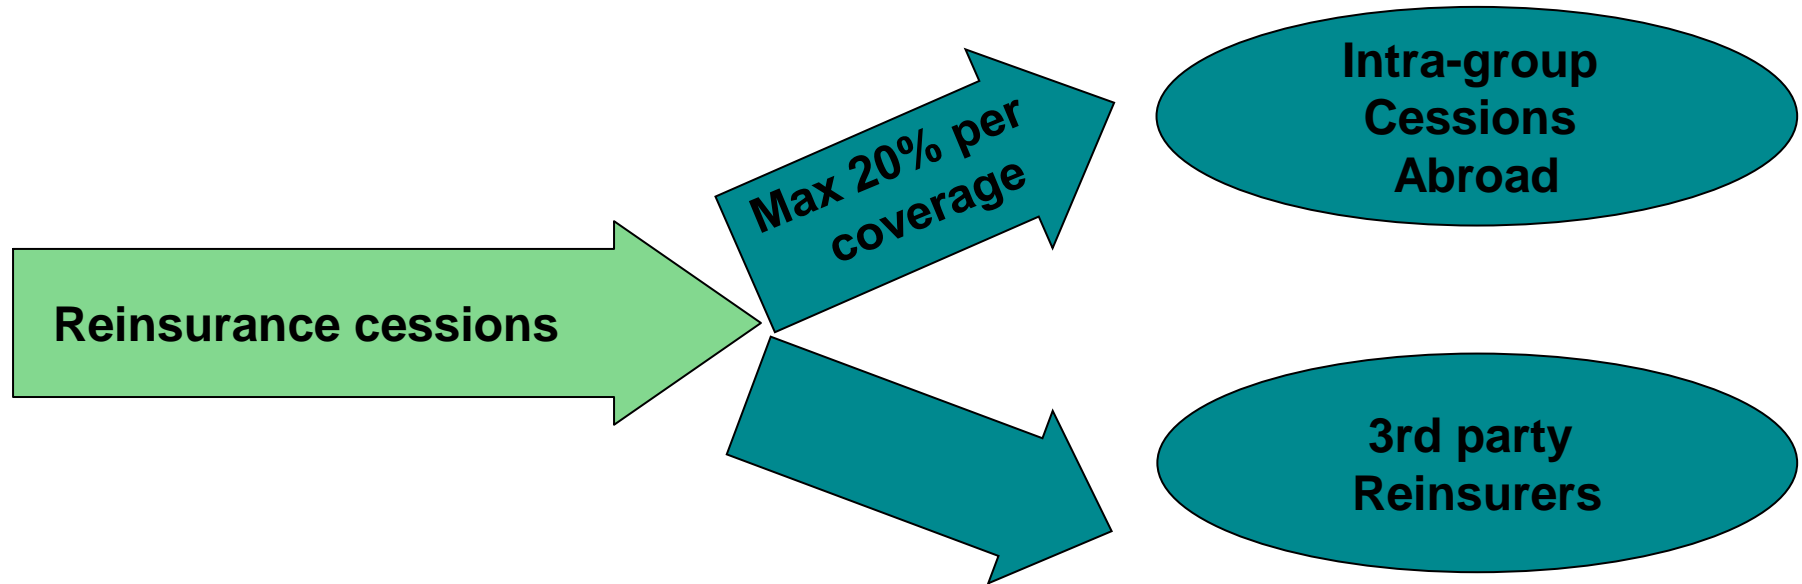 Reinsurance cessions
Max 20% per
coverage
Intra-group
Cessions
Abroad
3rd party
Reinsurers